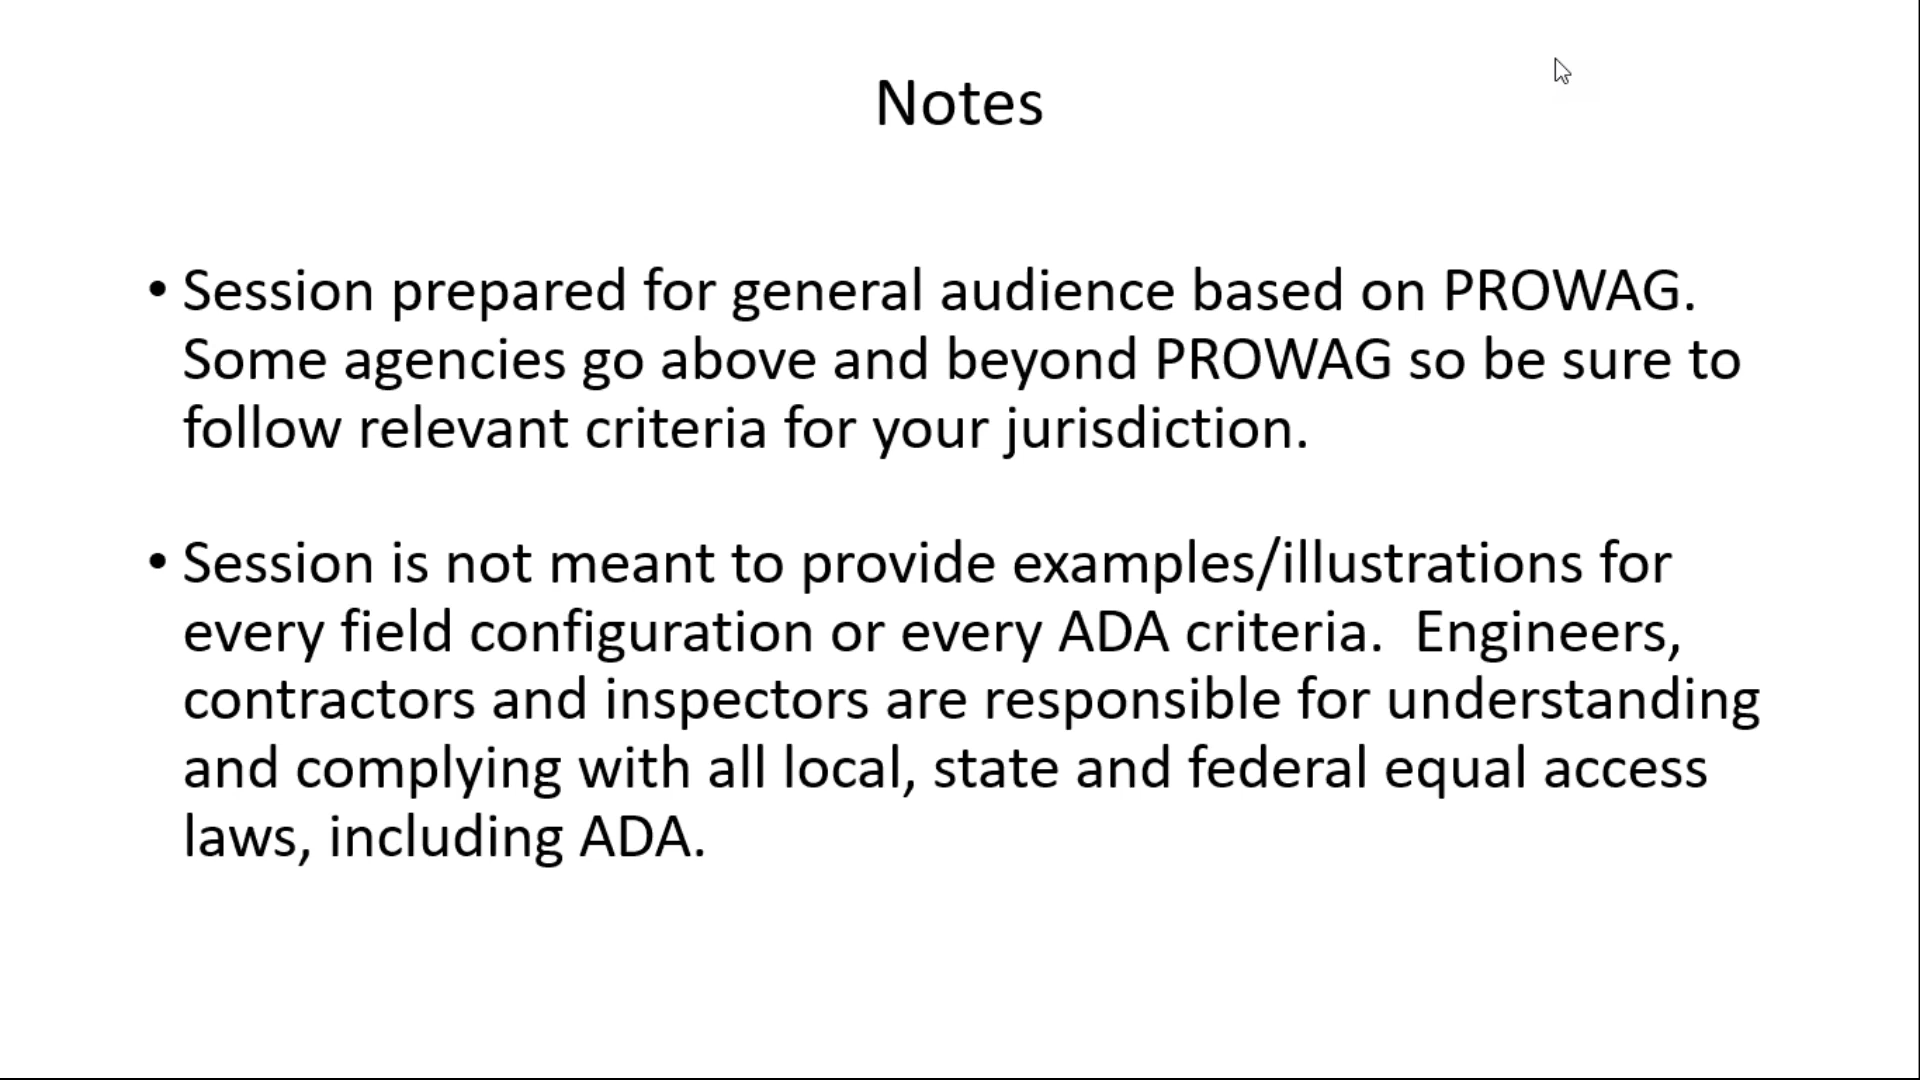 Notes
• Session prepared for general audience based on PROWAG.
Some agencies go above and beyond PROWAG so be sure to
follow relevant criteria for your jurisdiction.
• Session is not meant to provide examples/illustrations for
every field configuration or every ADA criteria.  Engineers,
contractors and inspectors are responsible for understanding
and complying with all local, state and federal equal access
laws, including ADA.